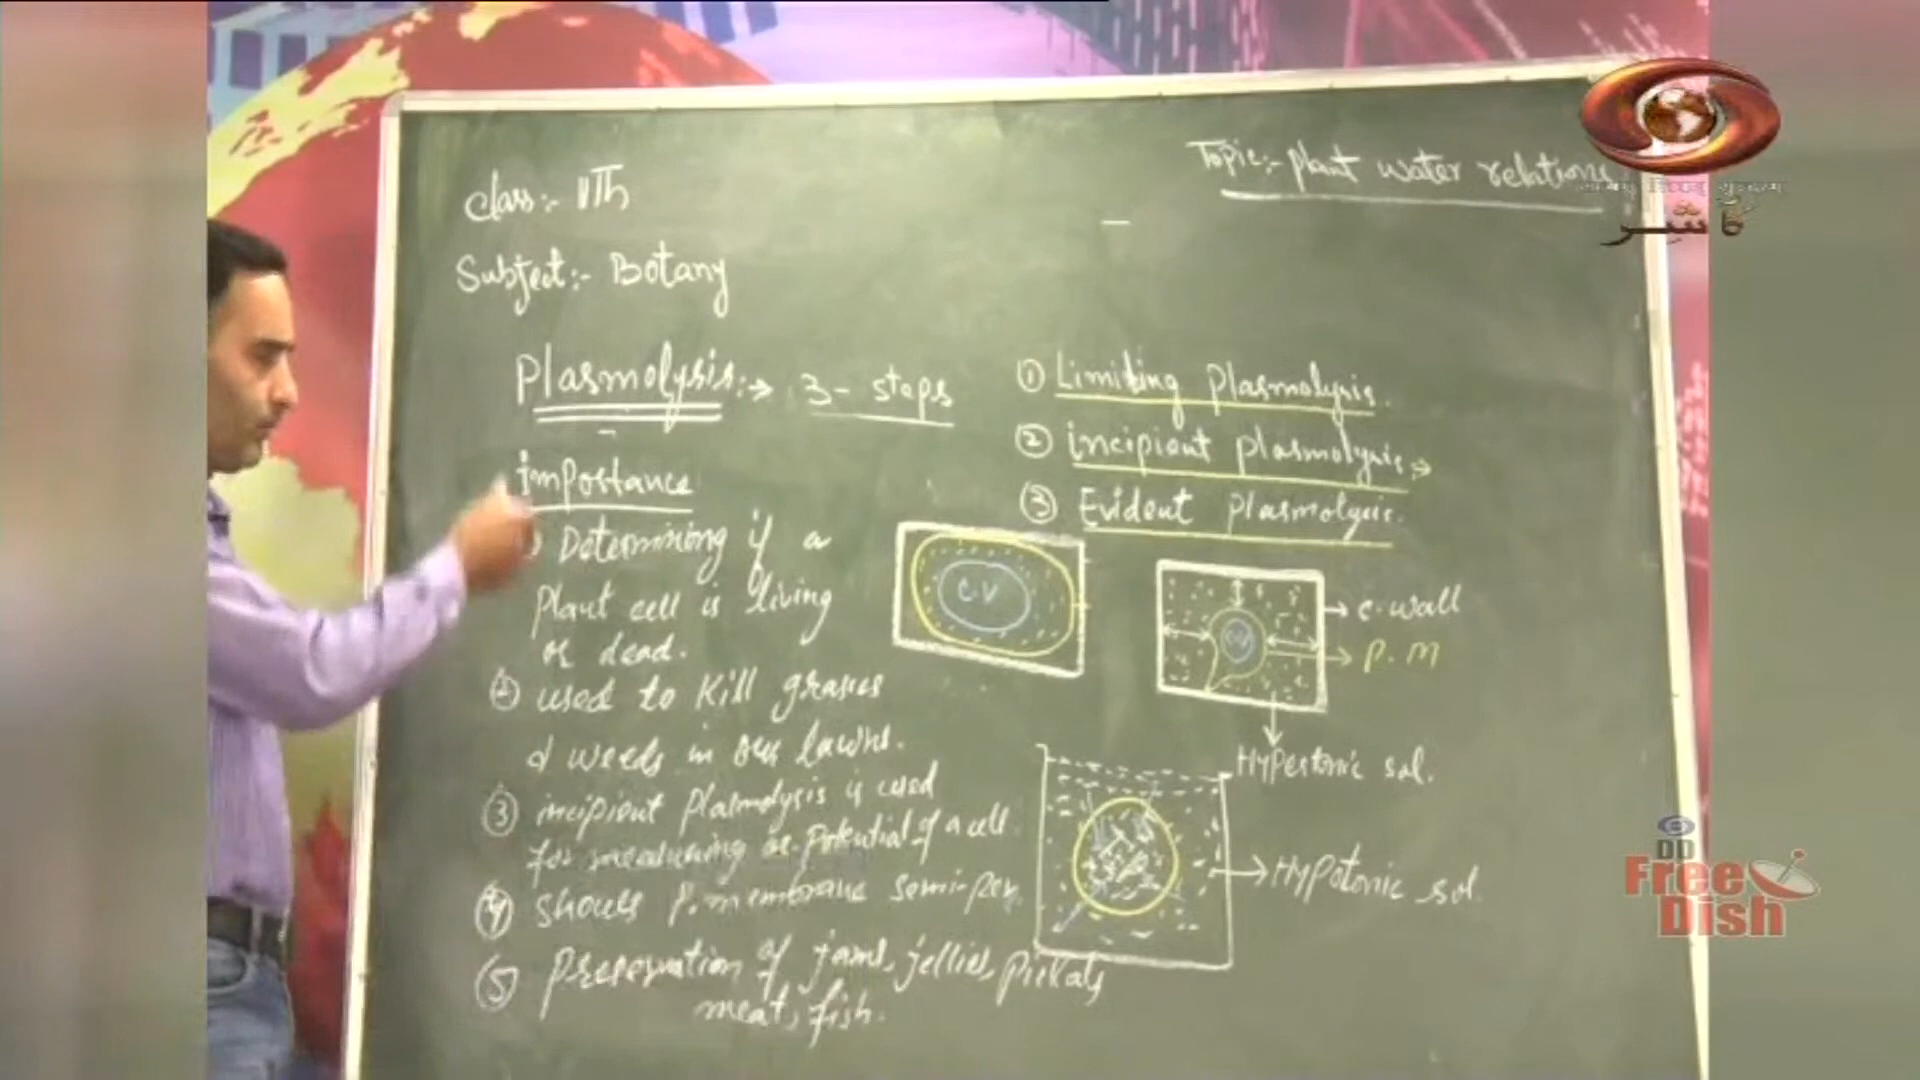 Class:- 11Th
Topic:- Plant water relations
Subject:- Botany
Plasmolysis:→ 3- steps
① Limiting Plasmolysis.
② incipient plasmolysis:→
③ Evident Plasmolysis.
importance
Determining if a
Plant cell is living
or dead.
② used to Kill grasses
& weeds in our lawns.
③ incipient Plasmolysis is used
for measuring os. Potential of a cell.
④ shows P. membrane semi-per.
⑤ Preservation of Jams, jellies, pickals
meat, fish.
C.V
→ c.wall
→ P.M
Hypertonic sol.
→ Hypotonic sol.
کأشُر
DD
Free
Dish